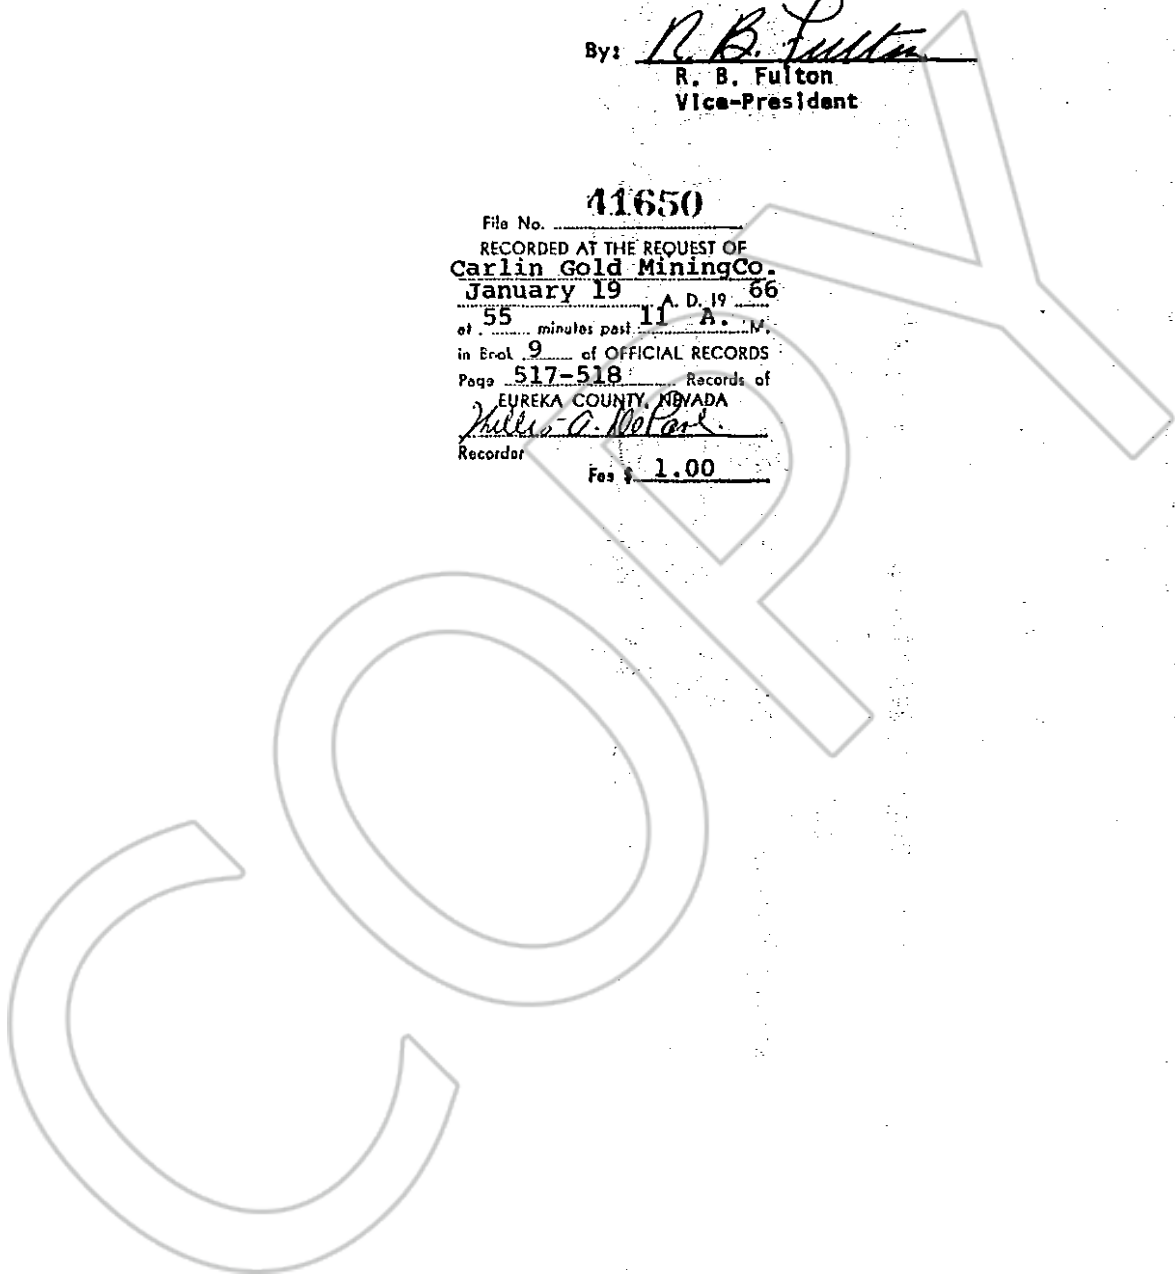 By: R. B. Fulton
R. B. Fulton
Vice-President
41650
File No.
RECORDED AT THE REQUEST OF
Carlin Gold MiningCo.
January 19 A. D. 19 66
at 55 minutes past 11 A. M.
in Book 9 of OFFICIAL RECORDS
Page 517-518 Records of
EUREKA COUNTY, NEVADA
Willis A. DePaoli
Recorder
Fee $ 1.00
COPY